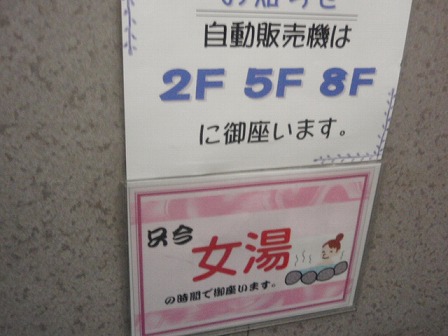 お知らせ
自動販売機は
2F 5F 8F
に御座います。
只今
女湯
の時間で御座います。